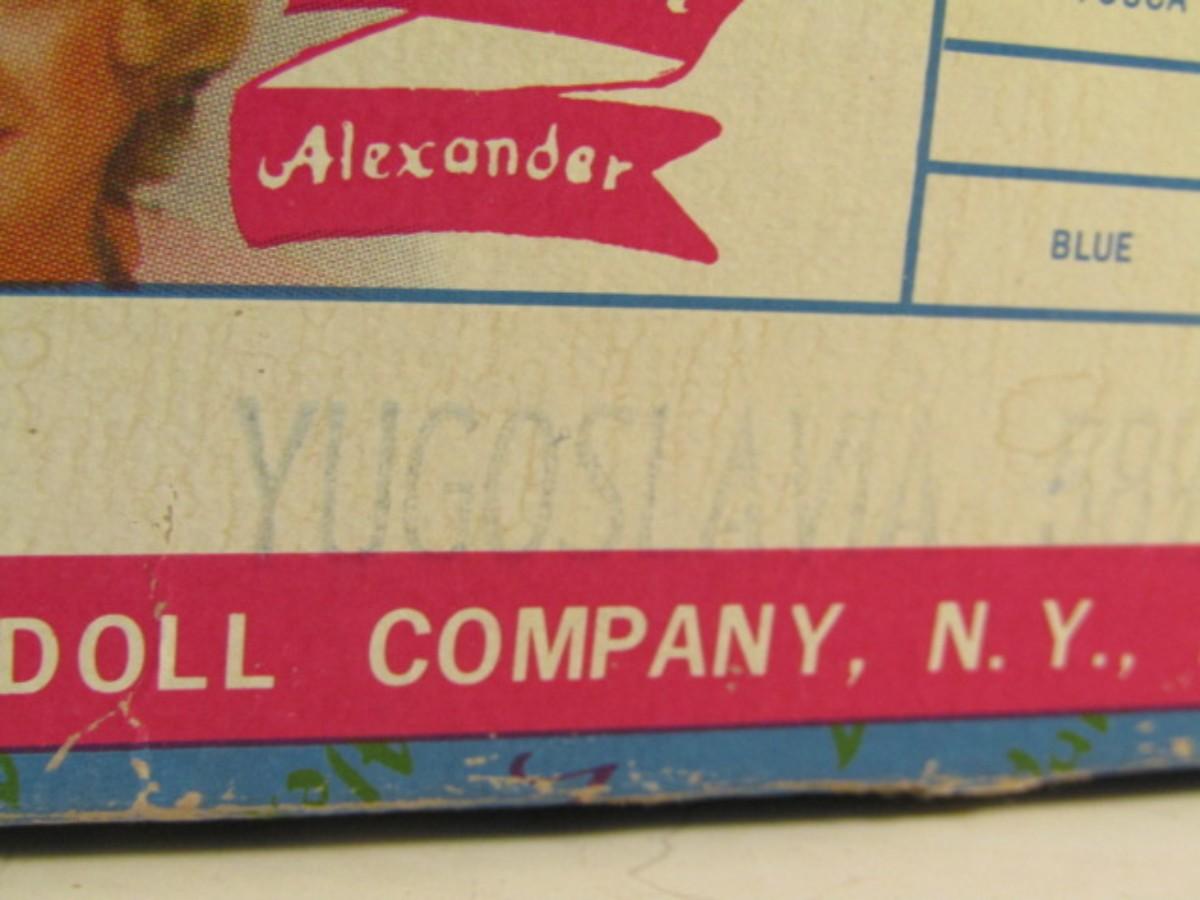 Alexander
BLUE
YUGOSLAVIA
DOLL COMPANY, N. Y.,